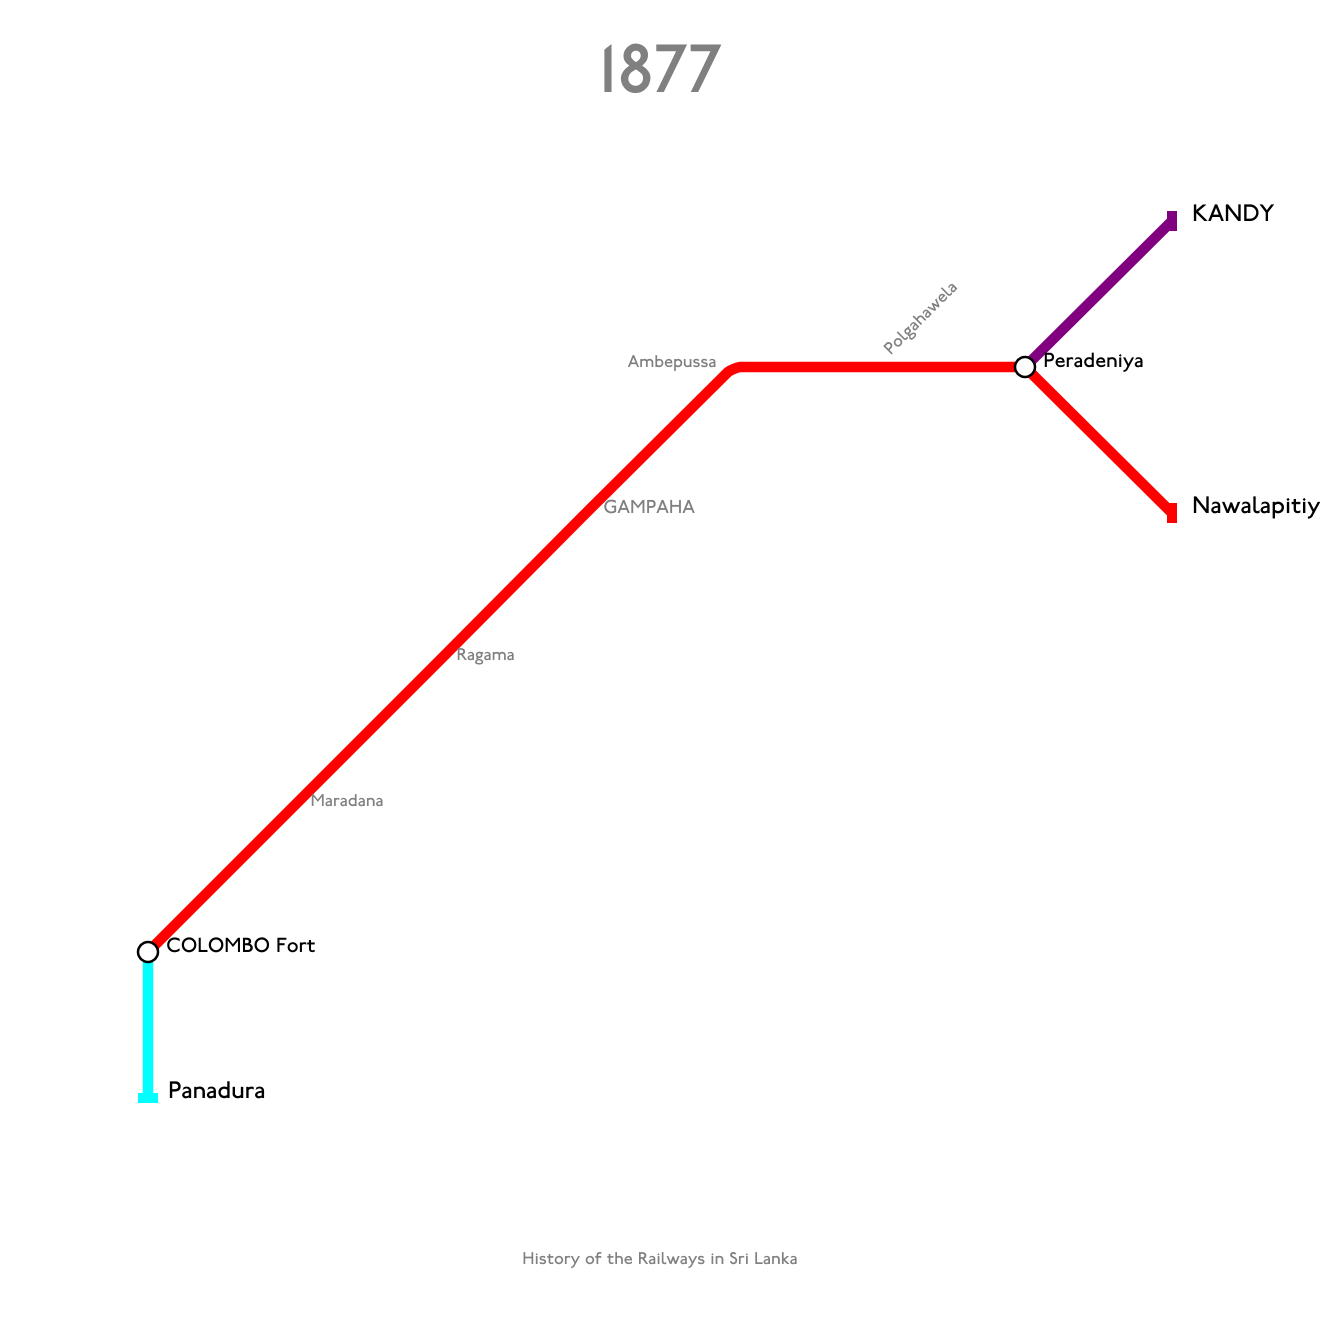 1877
KANDY
Polgahawela
Ambepussa
Peradeniya
GAMPAHA
Nawalapitiy
Ragama
Maradana
COLOMBO Fort
Panadura
History of the Railways in Sri Lanka